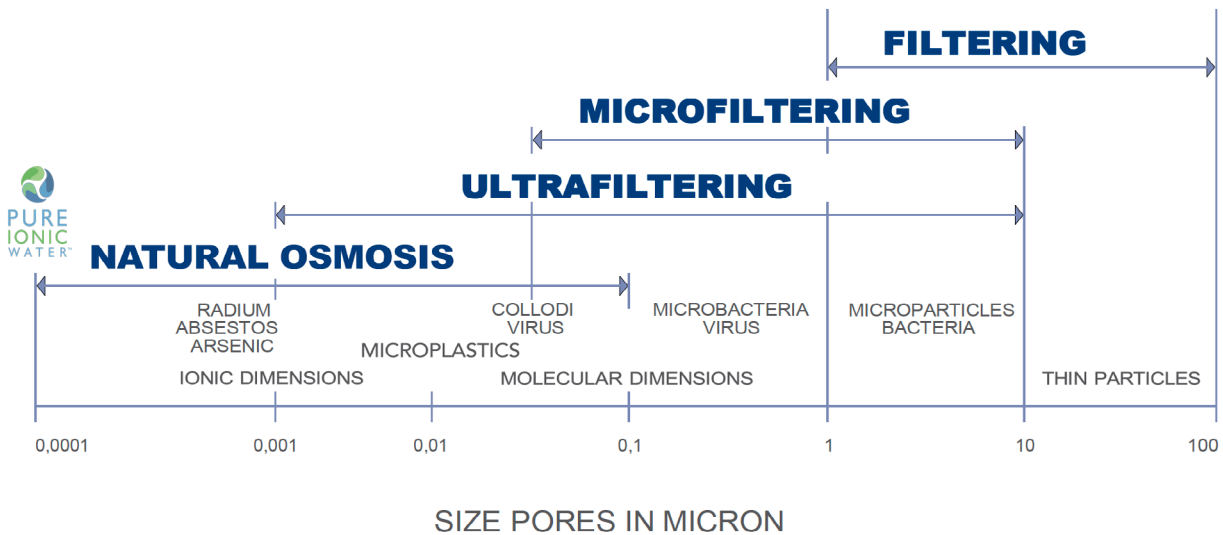 FILTERING
MICROFILTERING
ULTRAFILTERING
PURE
IONIC
WATER™
NATURAL OSMOSIS
RADIUM
ABSESTOS
ARSENIC
COLLODI
VIRUS
MICROBACTERIA
VIRUS
MICROPARTICLES
BACTERIA
MICROPLASTICS
IONIC DIMENSIONS
MOLECULAR DIMENSIONS
THIN PARTICLES
0,0001
0,001
0,01
0,1
1
10
100
SIZE PORES IN MICRON